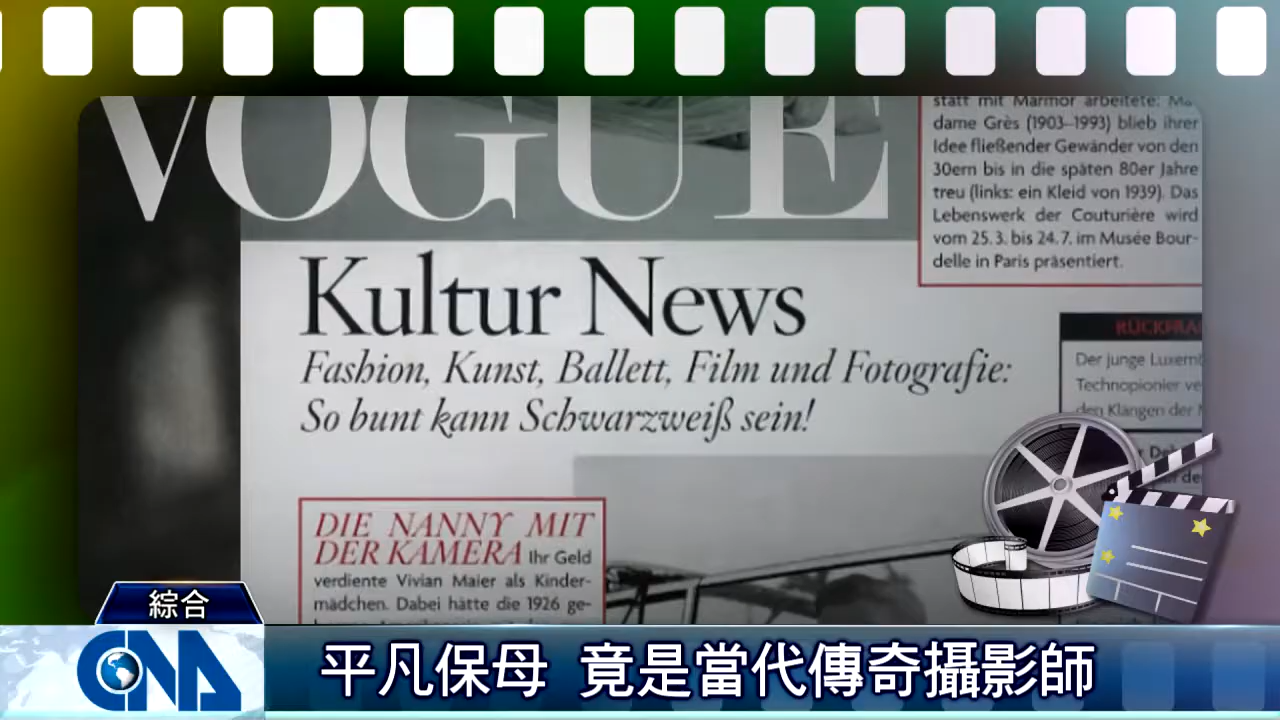 VOGUE
statt mit Marmor arbeitete: Ma-
dame Grès (1903–1993) blieb ihrer
Idee fließender Gewänder von den
30ern bis in die späten 80er Jahre
treu (links: ein Kleid von 1939). Das
Lebenswerk der Couturière wird
vom 25.3. bis 24.7. im Musée Bour-
delle in Paris präsentiert.
Kultur News
Fashion, Kunst, Ballett, Film und Fotografie:
So bunt kann Schwarzweiß sein!
Der junge
Technopionier
den Klängen der
DIE NANNY MIT
DER KAMERA Ihr Geld
verdiente Vivian Maier als Kinder-
mädchen. Dabei hätte die 1926 ge-
綜合
CNA
平凡保母 竟是當代傳奇攝影師